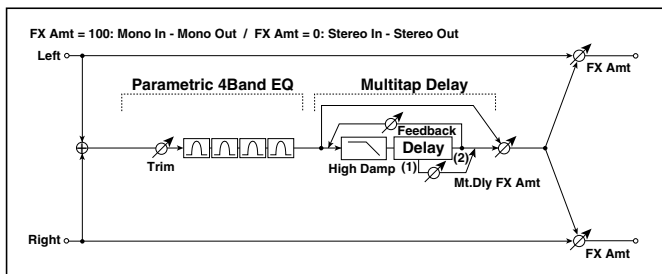 FX Amt = 100: Mono In - Mono Out / FX Amt = 0: Stereo In - Stereo Out
Left
FX Amt
Parametric 4Band EQ
Multitap Delay
Feedback
Trim
High Damp
Delay
(1)
(2)
Mt.Dly FX Amt
Right
FX Amt